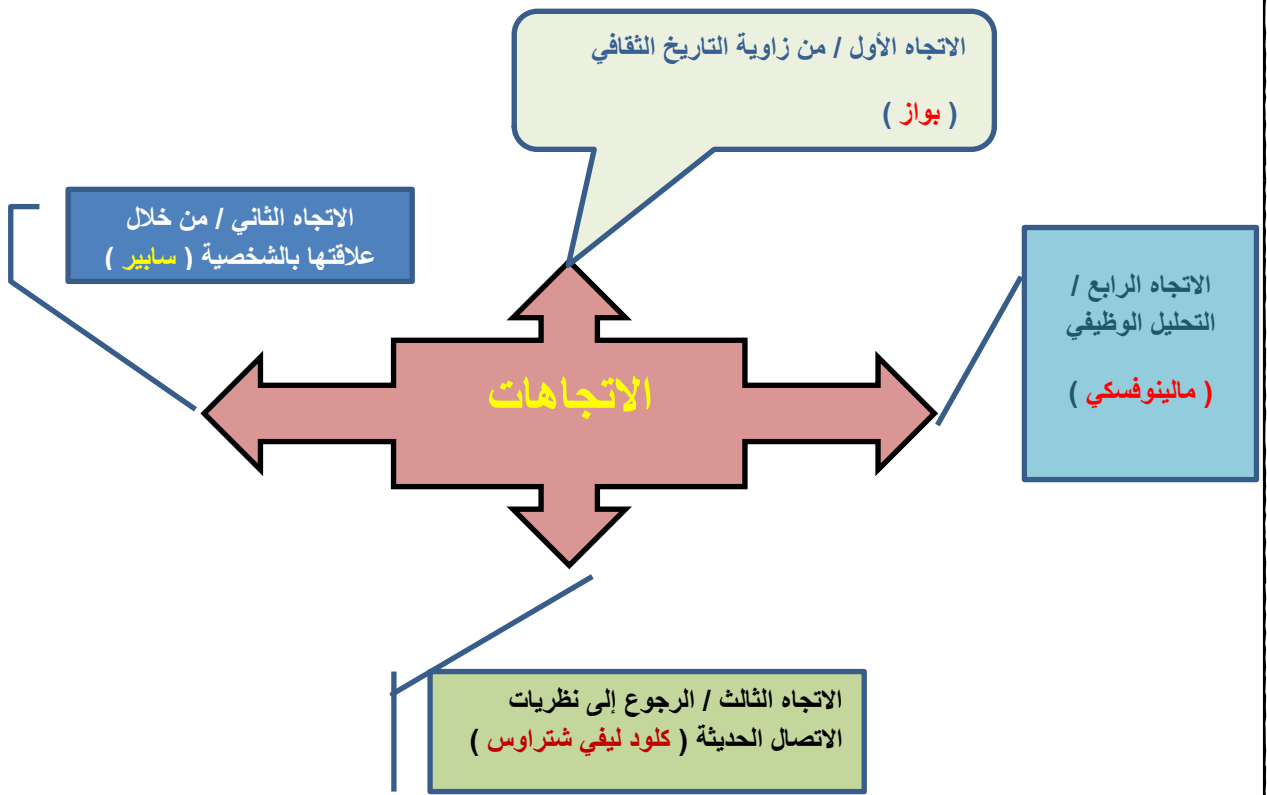 الاتجاه الأول / من زاوية التاريخ الثقافي
( بواز )
الاتجاه الثاني / من خلال
علاقتها بالشخصية ( سابير )
الاتجاه الرابع /
التحليل الوظيفي
( مالينوفسكي )
الاتجاهات
الاتجاه الثالث / الرجوع إلى نظريات
الاتصال الحديثة ( كلود ليفي شتراوس )